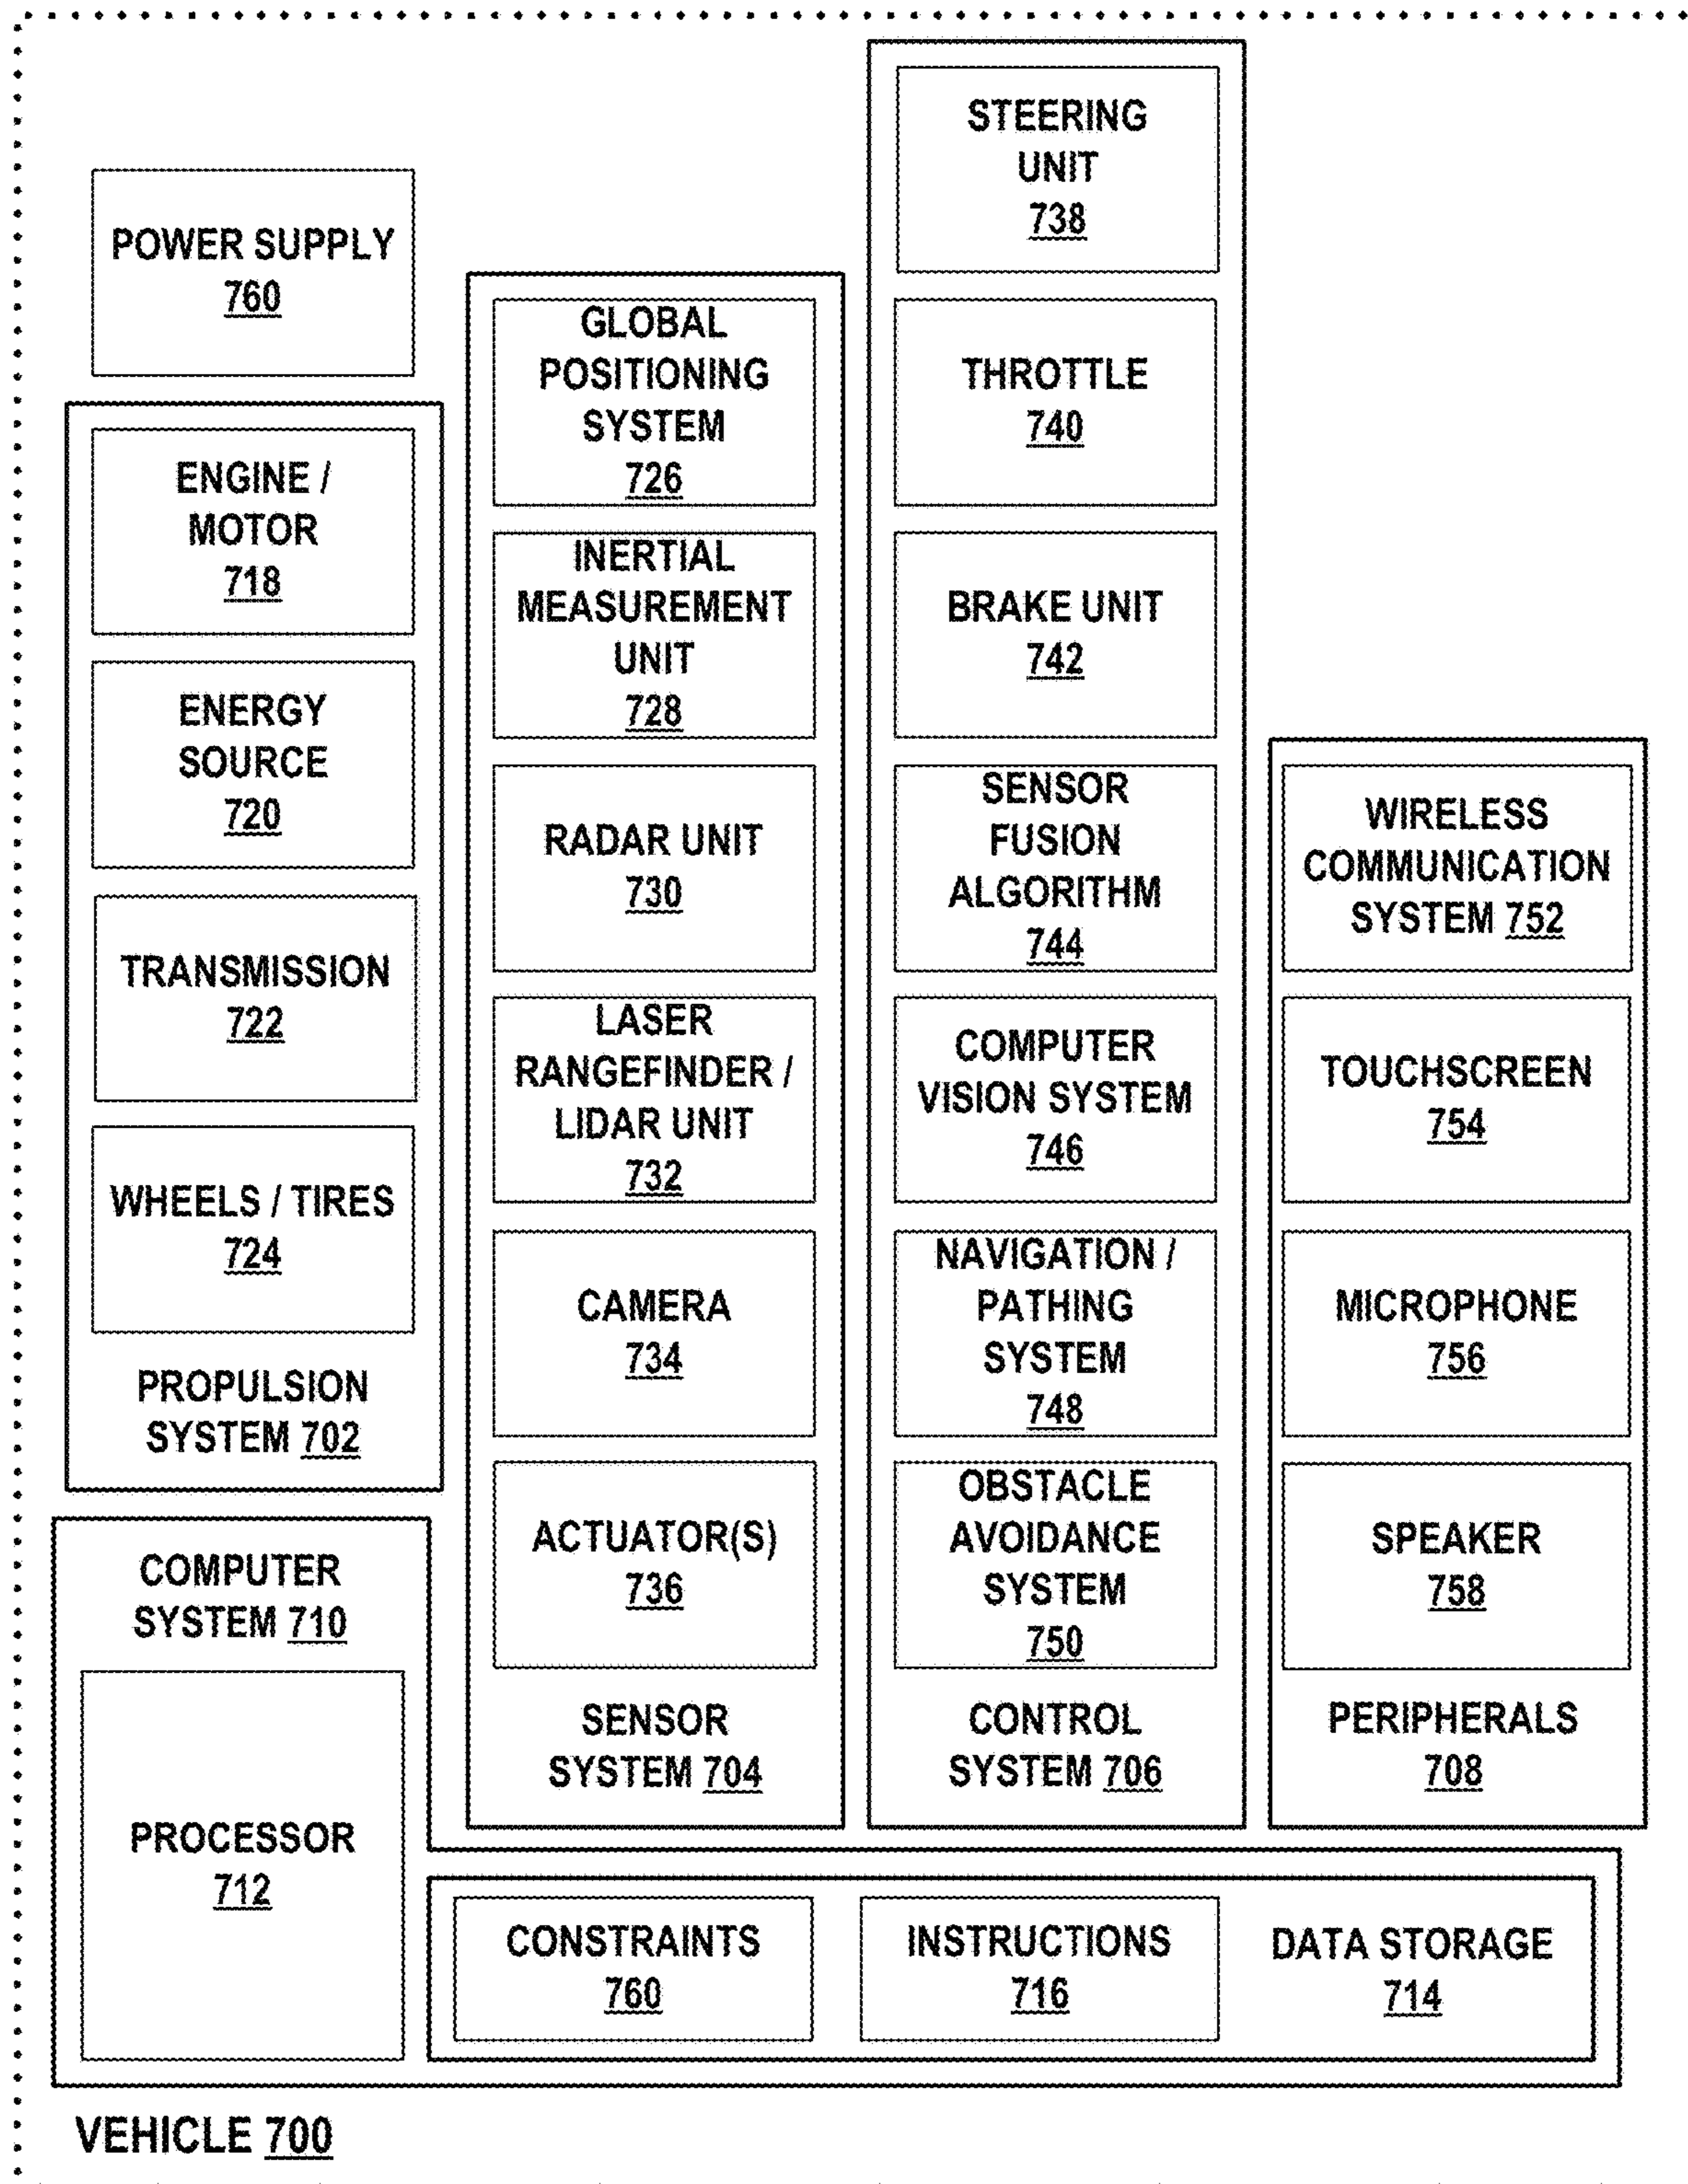 POWER SUPPLY
760
ENGINE /
MOTOR
718
ENERGY
SOURCE
720
TRANSMISSION
722
WHEELS / TIRES
724
PROPULSION
SYSTEM 702
GLOBAL
POSITIONING
SYSTEM
726
INERTIAL
MEASUREMENT
UNIT
728
RADAR UNIT
730
LASER
RANGEFINDER /
LIDAR UNIT
732
CAMERA
734
ACTUATOR(S)
736
SENSOR
SYSTEM 704
STEERING
UNIT
738
THROTTLE
740
BRAKE UNIT
742
SENSOR
FUSION
ALGORITHM
744
COMPUTER
VISION SYSTEM
746
NAVIGATION /
PATHING
SYSTEM
748
OBSTACLE
AVOIDANCE
SYSTEM
750
CONTROL
SYSTEM 706
WIRELESS
COMMUNICATION
SYSTEM 752
TOUCHSCREEN
754
MICROPHONE
756
SPEAKER
758
PERIPHERALS
708
COMPUTER
SYSTEM 710
PROCESSOR
712
CONSTRAINTS
760
INSTRUCTIONS
716
DATA STORAGE
714
VEHICLE 700